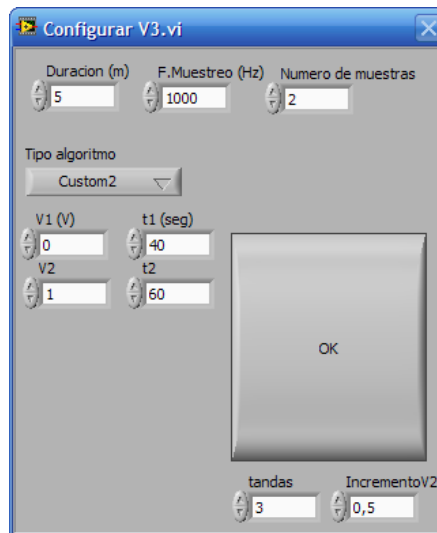 Configurar V3.vi
Duracion (m) F.Muestreo (Hz) Numero de muestras
5 1000 2
Tipo algoritmo
Custom2
V1 (V) t1 (seg)
0 40
V2 t2
1 60
OK
tandas IncrementoV2
3 0,5